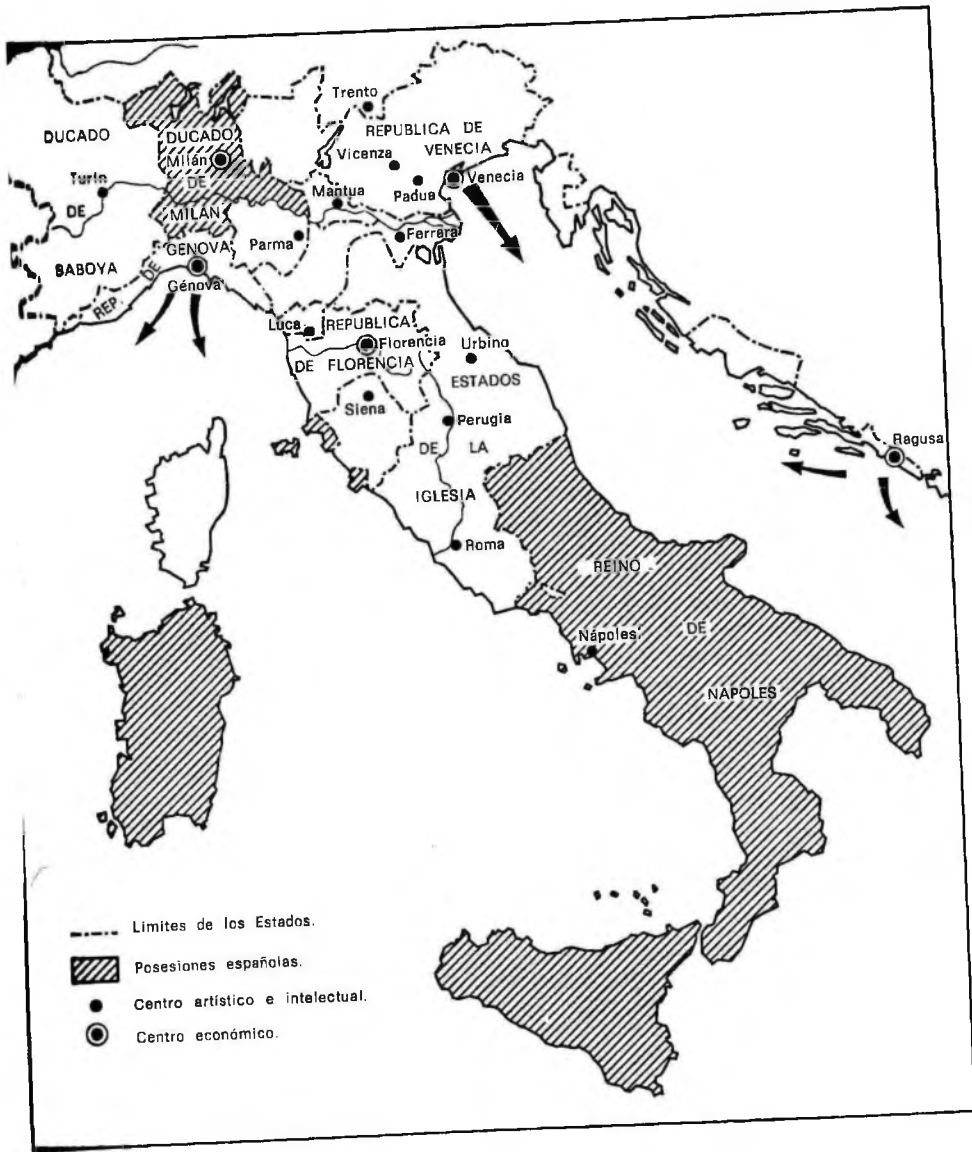 Trento
DUCADO
DUCADO
REPUBLICA DE
VENECIA
Milán
Vicenza
Venecia
Turín
DE
Mantua
Padua
DE
MILAN
Parma
Ferrara
GENOVA
BABOYA
DE
Génova
REP.
Luca
REPUBLICA
Florencia
Urbino
DE FLORENCIA
ESTADOS
Siena
Perugia
Ragusa
DE LA
IGLESIA
Roma
REINO
DE
Nápoles
NAPOLES
Limites de los Estados.
Posesiones españolas.
Centro artístico e intelectual.
Centro económico.